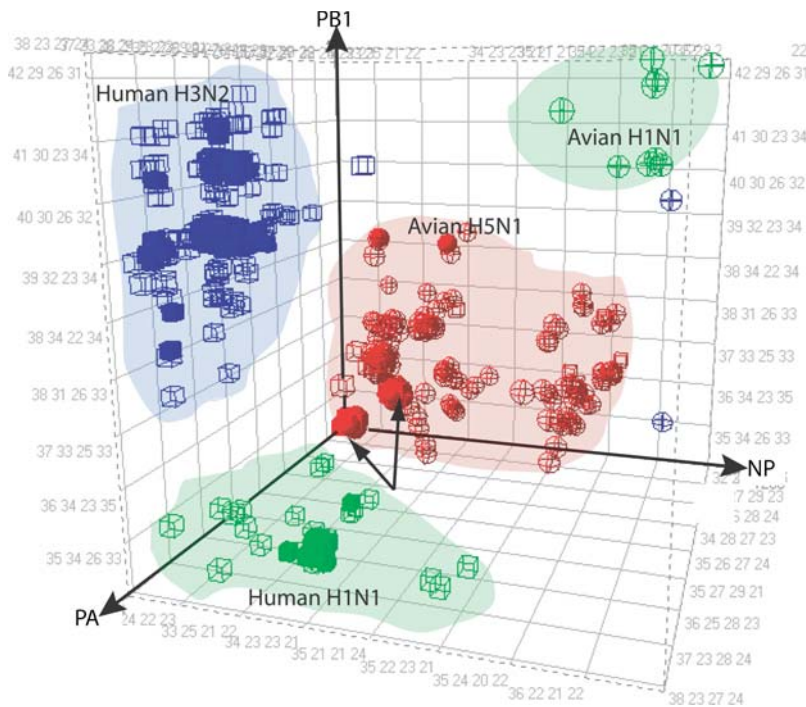 PB1
42 29 26 31
42 29 26 31
Human H3N2
Avian H1N1
41 30 23 34
41 30 23 34
40 30 26 32
40 30 26 32
39 32 23 34
Avian H5N1
39 32 23 34
38 34 22 34
38 34 22 34
38 31 26 33
38 31 26 33
37 33 25 33
37 33 25 33
36 34 23 35
36 34 23 35
35 34 26 33
NP
35 34 26 33
34 28 27 23
35 26 27 24
35 27 29 21
36 25 28 23
Human H1N1
PA
24 22 23
33 25 21 22
34 23 23 21
35 21 21 24
35 22 23 21
35 24 20 22
36 22 21 22
37 23 28 24
38 23 27 24